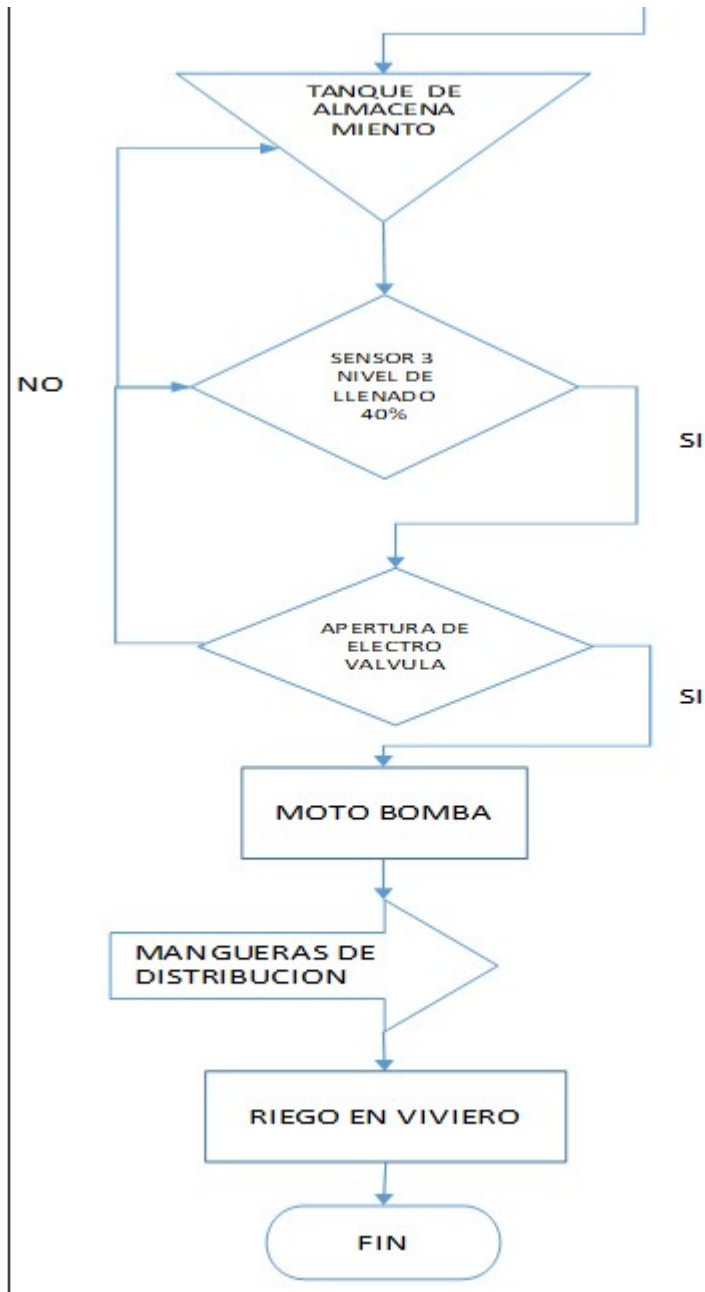 TANQUE DE
ALMACENA
MIENTO
NO
SENSOR 3
NIVEL DE
LLENADO
40%
SI
APERTURA DE
ELECTRO
VALVULA
SI
MOTO BOMBA
MANGUERAS DE
DISTRIBUCION
RIEGO EN VIVIERO
FIN